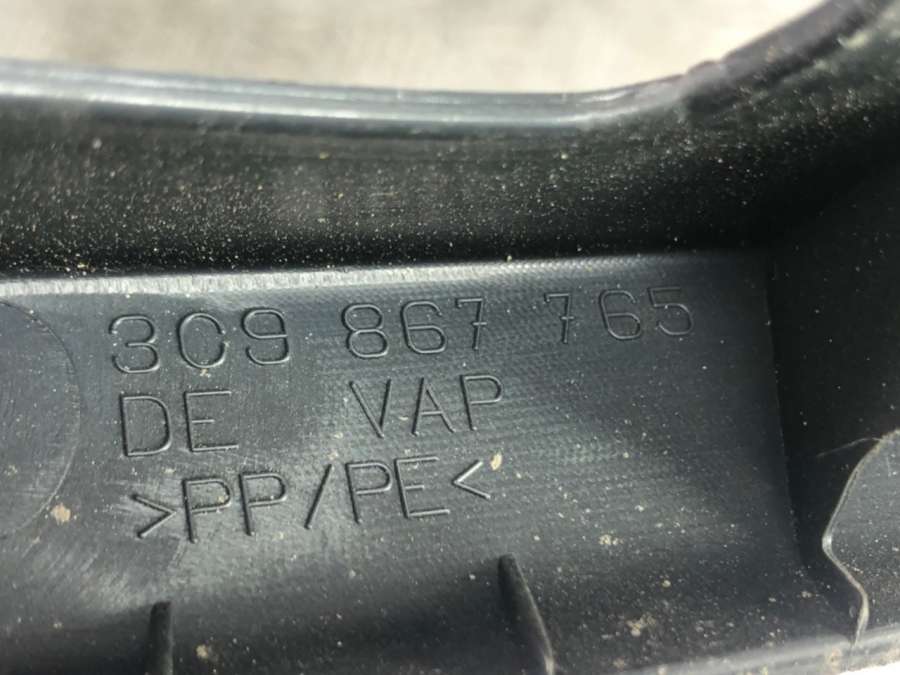 3C9 867 765
DE VAP
>PP/PE<